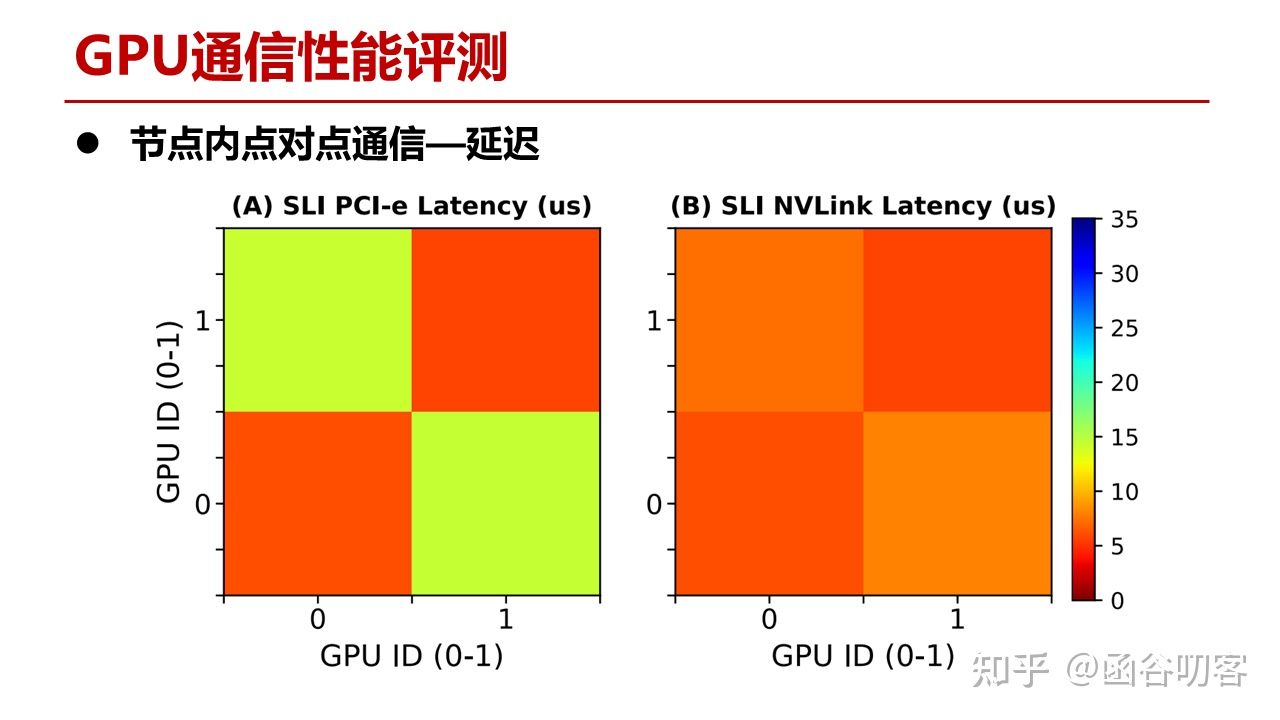 GPU通信性能评测
● 节点内点对点通信—延迟
(A) SLI PCI-e Latency (us)
(B) SLI NVLink Latency (us)
GPU ID (0-1)
1
0
0
1
GPU ID (0-1)
1
0
0
1
GPU ID (0-1)
35
30
25
20
15
10
5
0
知乎 @函谷叨客